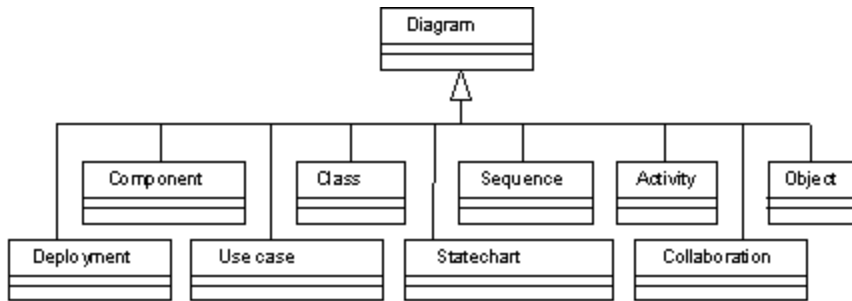 Diagram
Component
Class
Sequence
Activity
Object
Deployment
Use case
Statechart
Collaboration